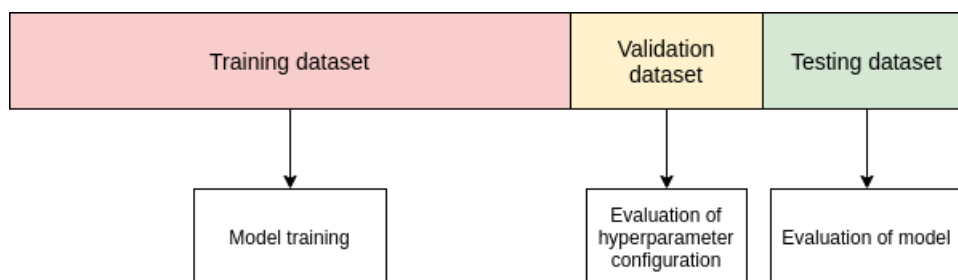 Training dataset
Validation
dataset
Testing dataset
Model training
Evaluation of
hyperparameter
configuration
Evaluation of model